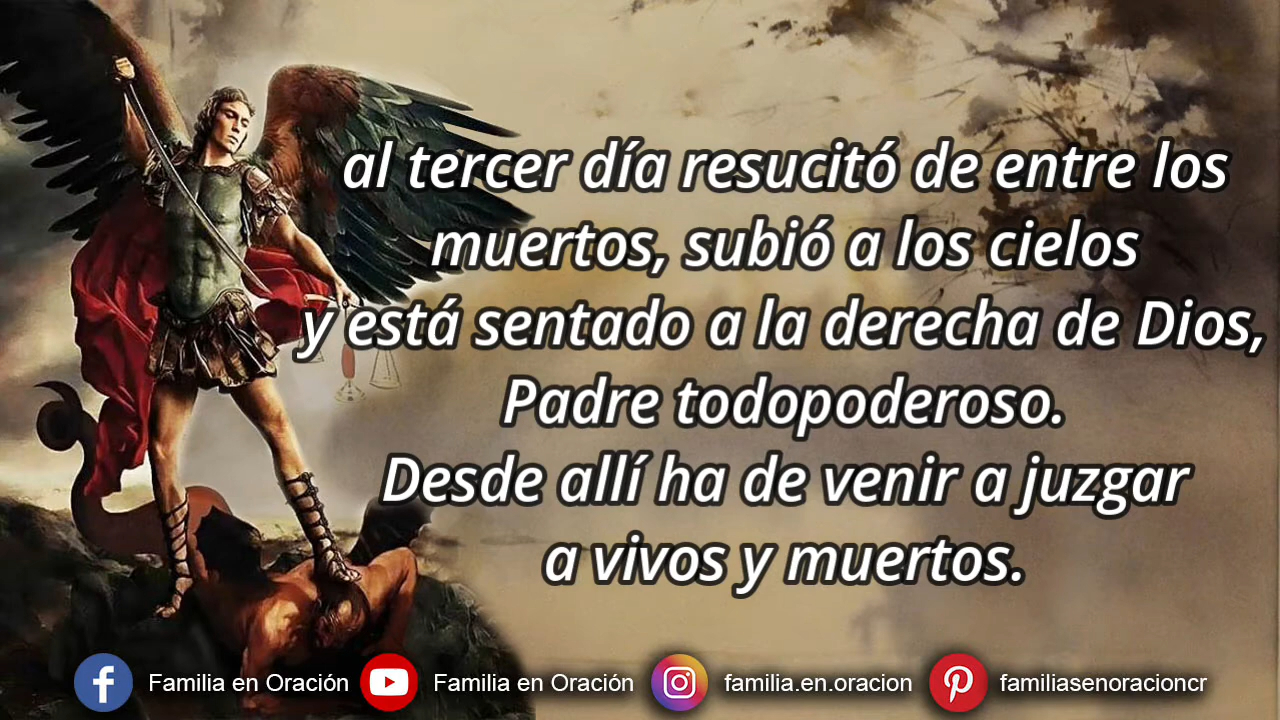 al tercer día resucitó de entre los
muertos, subió a los cielos
y está sentado a la derecha de Dios,
Padre todopoderoso.
Desde allí ha de venir a juzgar
a vivos y muertos.
Familia en Oración Familia en Oración familia.en.oracion familiasenoracioncr